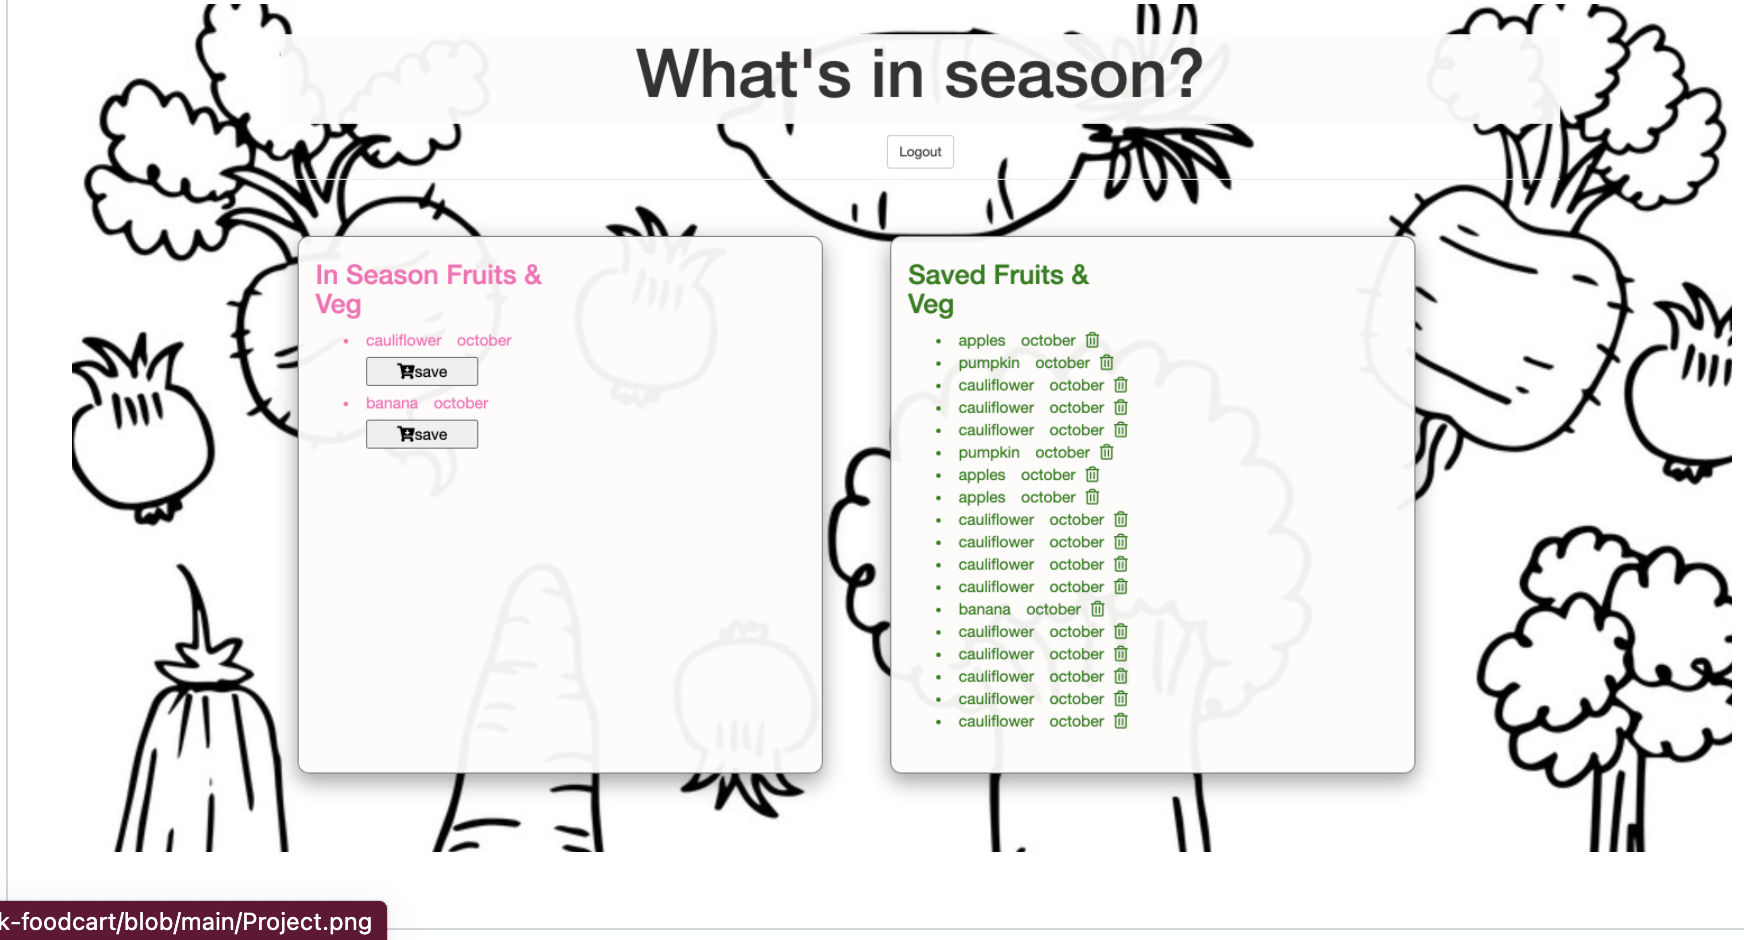 What's in season?
Logout
In Season Fruits &
Veg
cauliflower october
save
banana october
save
Saved Fruits &
Veg
apples october
pumpkin october
cauliflower october
cauliflower october
cauliflower october
pumpkin october
apples october
apples october
cauliflower october
cauliflower october
cauliflower october
cauliflower october
banana october
cauliflower october
cauliflower october
cauliflower october
cauliflower october
cauliflower october
k-foodcart/blob/main/Project.png